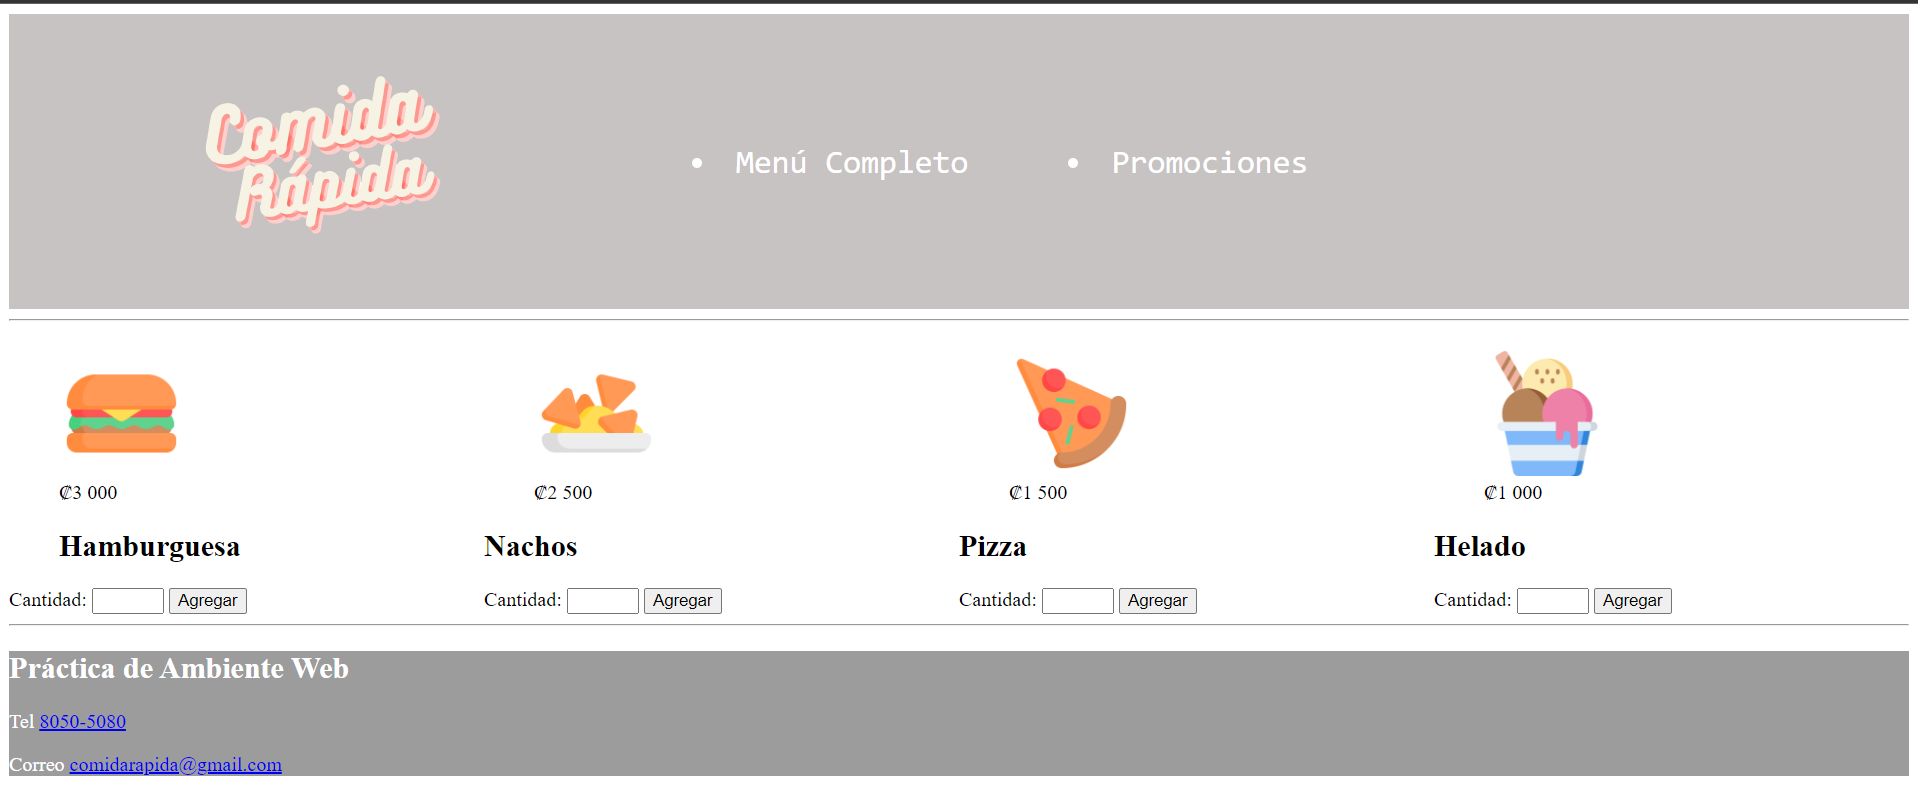 Comida
Rápida
• Menú Completo • Promociones
₡3 000 ₡2 500 ₡1 500 ₡1 000
Hamburguesa Nachos Pizza Helado
Cantidad: Agregar Cantidad: Agregar Cantidad: Agregar Cantidad: Agregar
Práctica de Ambiente Web
Tel 8050-5080
Correo comidarapida@gmail.com